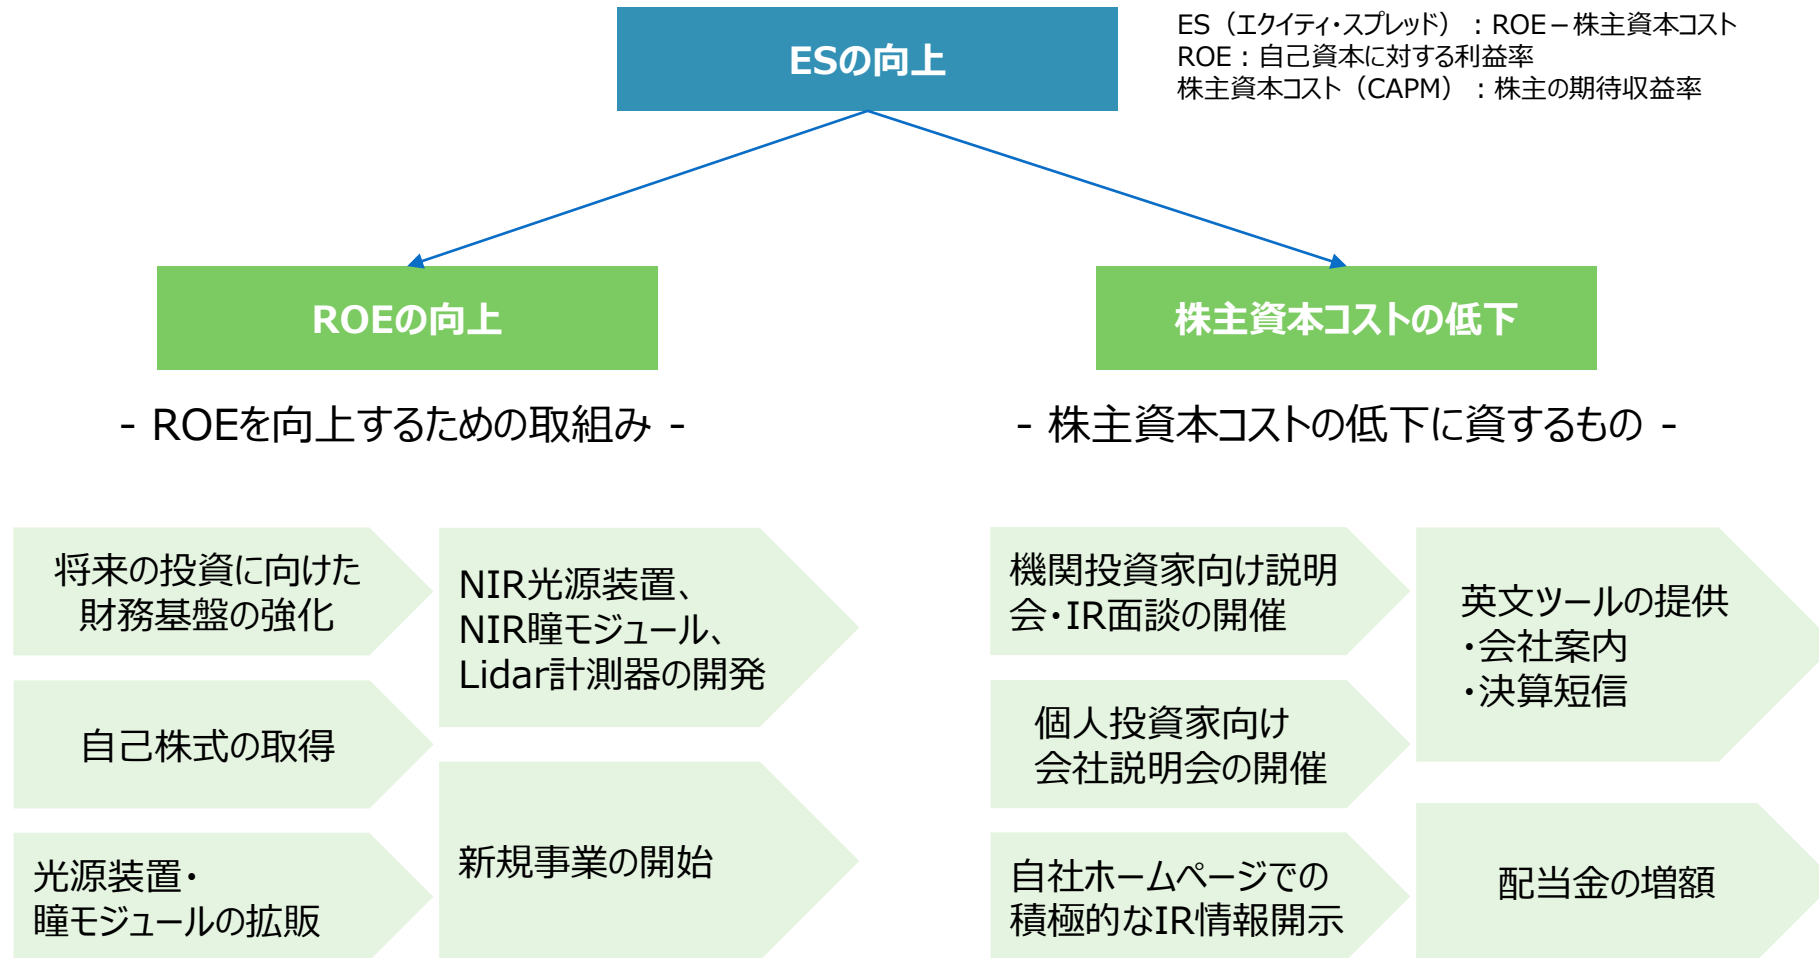 ESの向上
ES（エクイティ・スプレッド）：ROE－株主資本コスト
ROE：自己資本に対する利益率
株主資本コスト（CAPM）：株主の期待収益率
ROEの向上
株主資本コストの低下
- ROEを向上するための取組み -
- 株主資本コストの低下に資するもの -
将来の投資に向けた
財務基盤の強化
自己株式の取得
光源装置・
瞳モジュールの拡販
NIR光源装置、
NIR瞳モジュール、
Lidar計測器の開発
新規事業の開始
機関投資家向け説明
会・IR面談の開催
個人投資家向け
会社説明会の開催
自社ホームページでの
積極的なIR情報開示
英文ツールの提供
・会社案内
・決算短信
配当金の増額